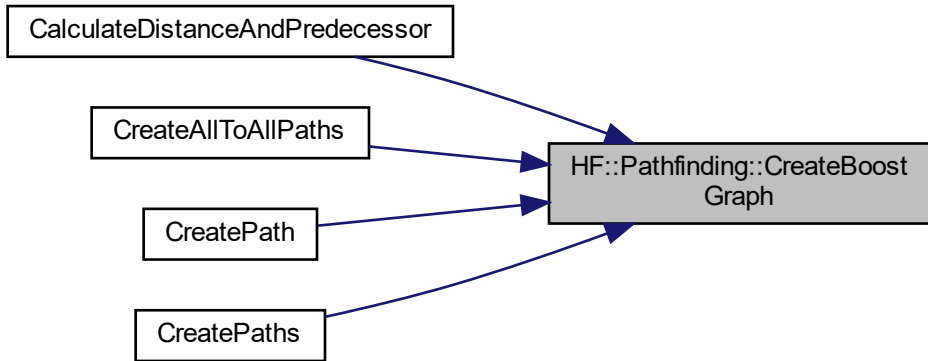 CalculateDistanceAndPredecessor
CreateAllToAllPaths
HF::Pathfinding::CreateBoost
Graph
CreatePath
CreatePaths